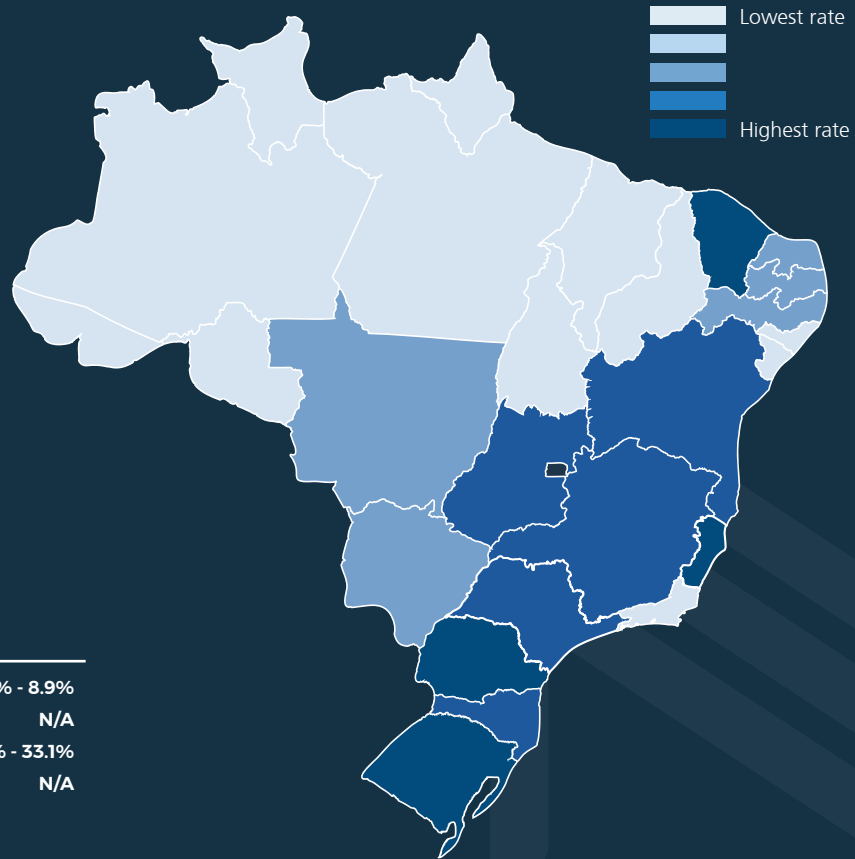 Lowest rate
Highest rate
% - 8.9%
N/A
% - 33.1%
N/A